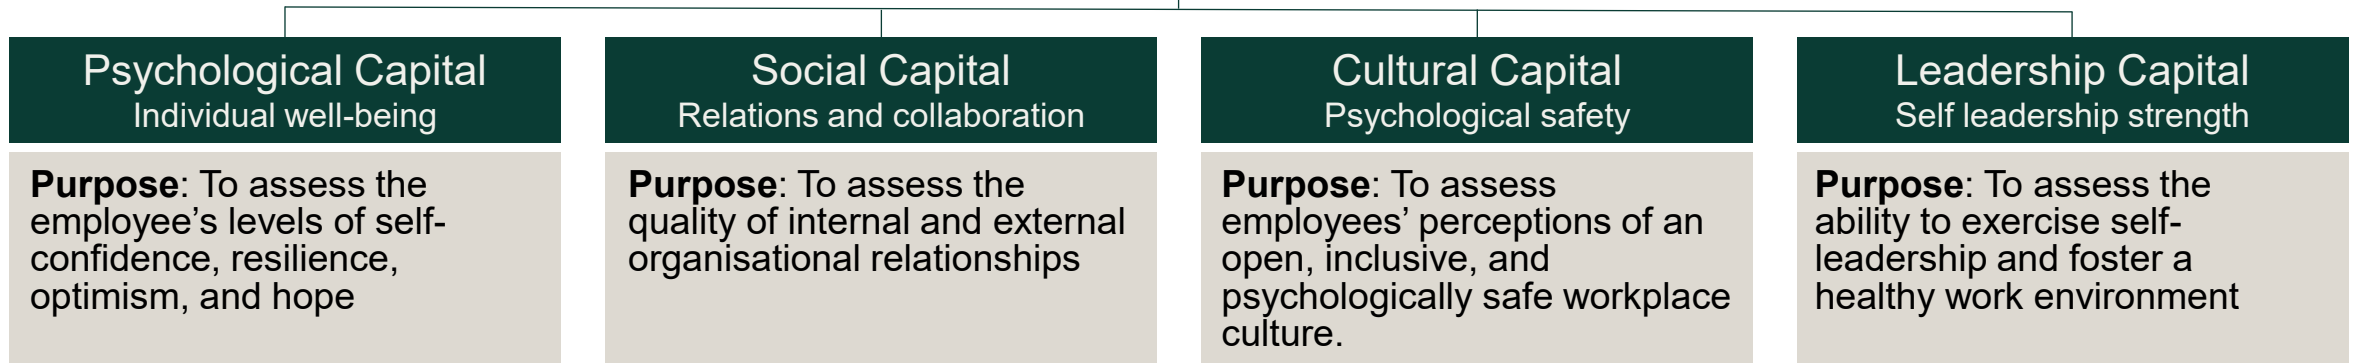 Psychological Capital
Individual well-being
Purpose: To assess the
employee’s levels of self-
confidence, resilience,
optimism, and hope
Social Capital
Relations and collaboration
Purpose: To assess the
quality of internal and external
organisational relationships
Cultural Capital
Psychological safety
Purpose: To assess
employees’ perceptions of an
open, inclusive, and
psychologically safe workplace
culture.
Leadership Capital
Self leadership strength
Purpose: To assess the
ability to exercise self-
leadership and foster a
healthy work environment